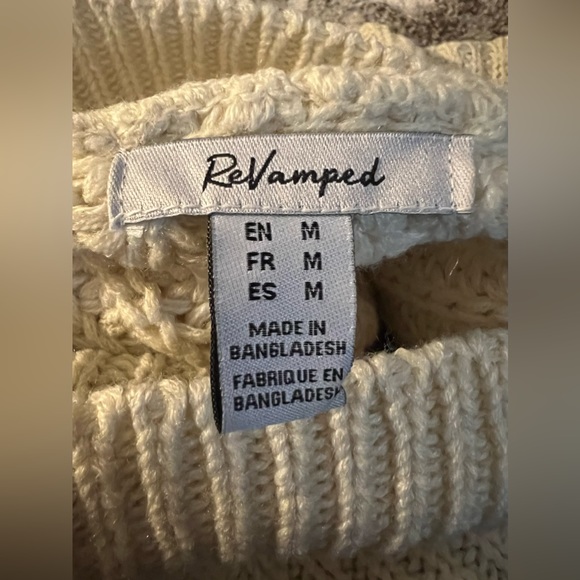 ReVamped
EN M
FR M
ES M
MADE IN
BANGLADESH
FABRIQUE EN
BANGLADESH